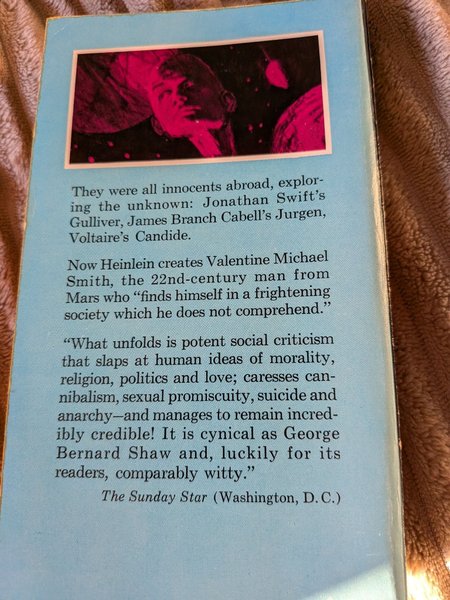 They were all innocents abroad, explor-
ing the unknown: Jonathan Swift's
Gulliver, James Branch Cabell's Jurgen,
Voltaire's Candide.
Now Heinlein creates Valentine Michael
Smith, the 22nd-century man from
Mars who "finds himself in a frightening
society which he does not comprehend."
"What unfolds is potent social criticism
that slaps at human ideas of morality,
religion, politics and love; caresses can-
nibalism, sexual promiscuity, suicide and
anarchy—and manages to remain incred-
ibly credible! It is cynical as George
Bernard Shaw and, luckily for its
readers, comparably witty."
The Sunday Star (Washington, D.C.)